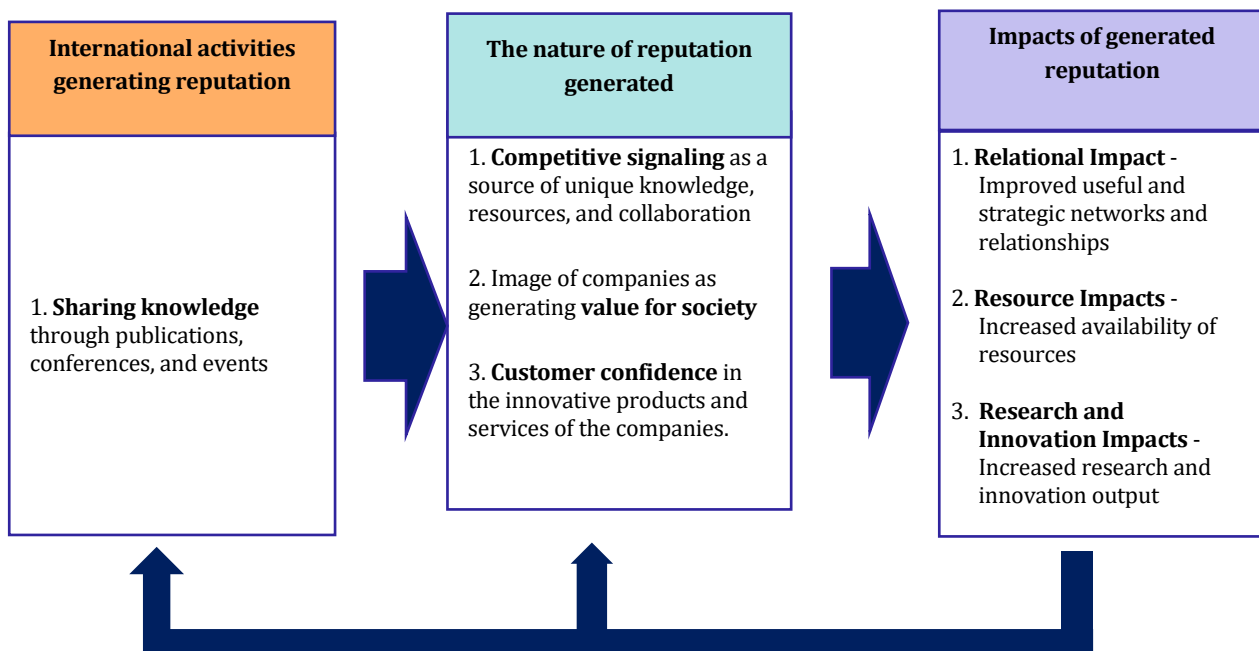 International activities
generating reputation
1. Sharing knowledge
through publications,
conferences, and events
The nature of reputation
generated
1. Competitive signaling as a
source of unique knowledge,
resources, and collaboration
2. Image of companies as
generating value for society
3. Customer confidence in
the innovative products and
services of the companies.
Impacts of generated
reputation
1. Relational Impact -
Improved useful and
strategic networks and
relationships
2. Resource Impacts -
Increased availability of
resources
3. Research and
Innovation Impacts -
Increased research and
innovation output